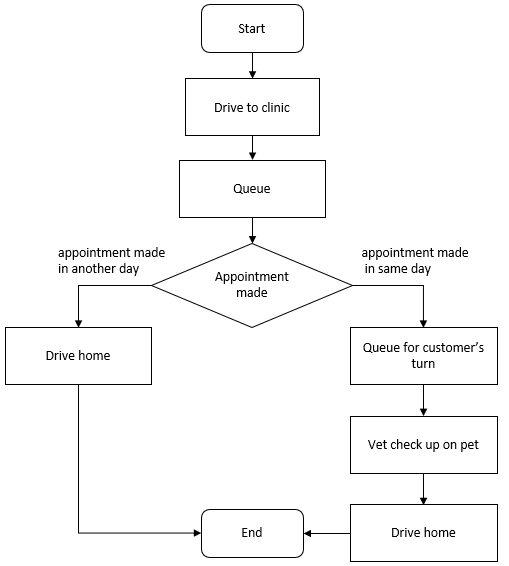 Start
Drive to clinic
Queue
appointment made
in another day
Appointment
made
appointment made
in same day
Drive home
Queue for customer’s
turn
Vet check up on pet
Drive home
End